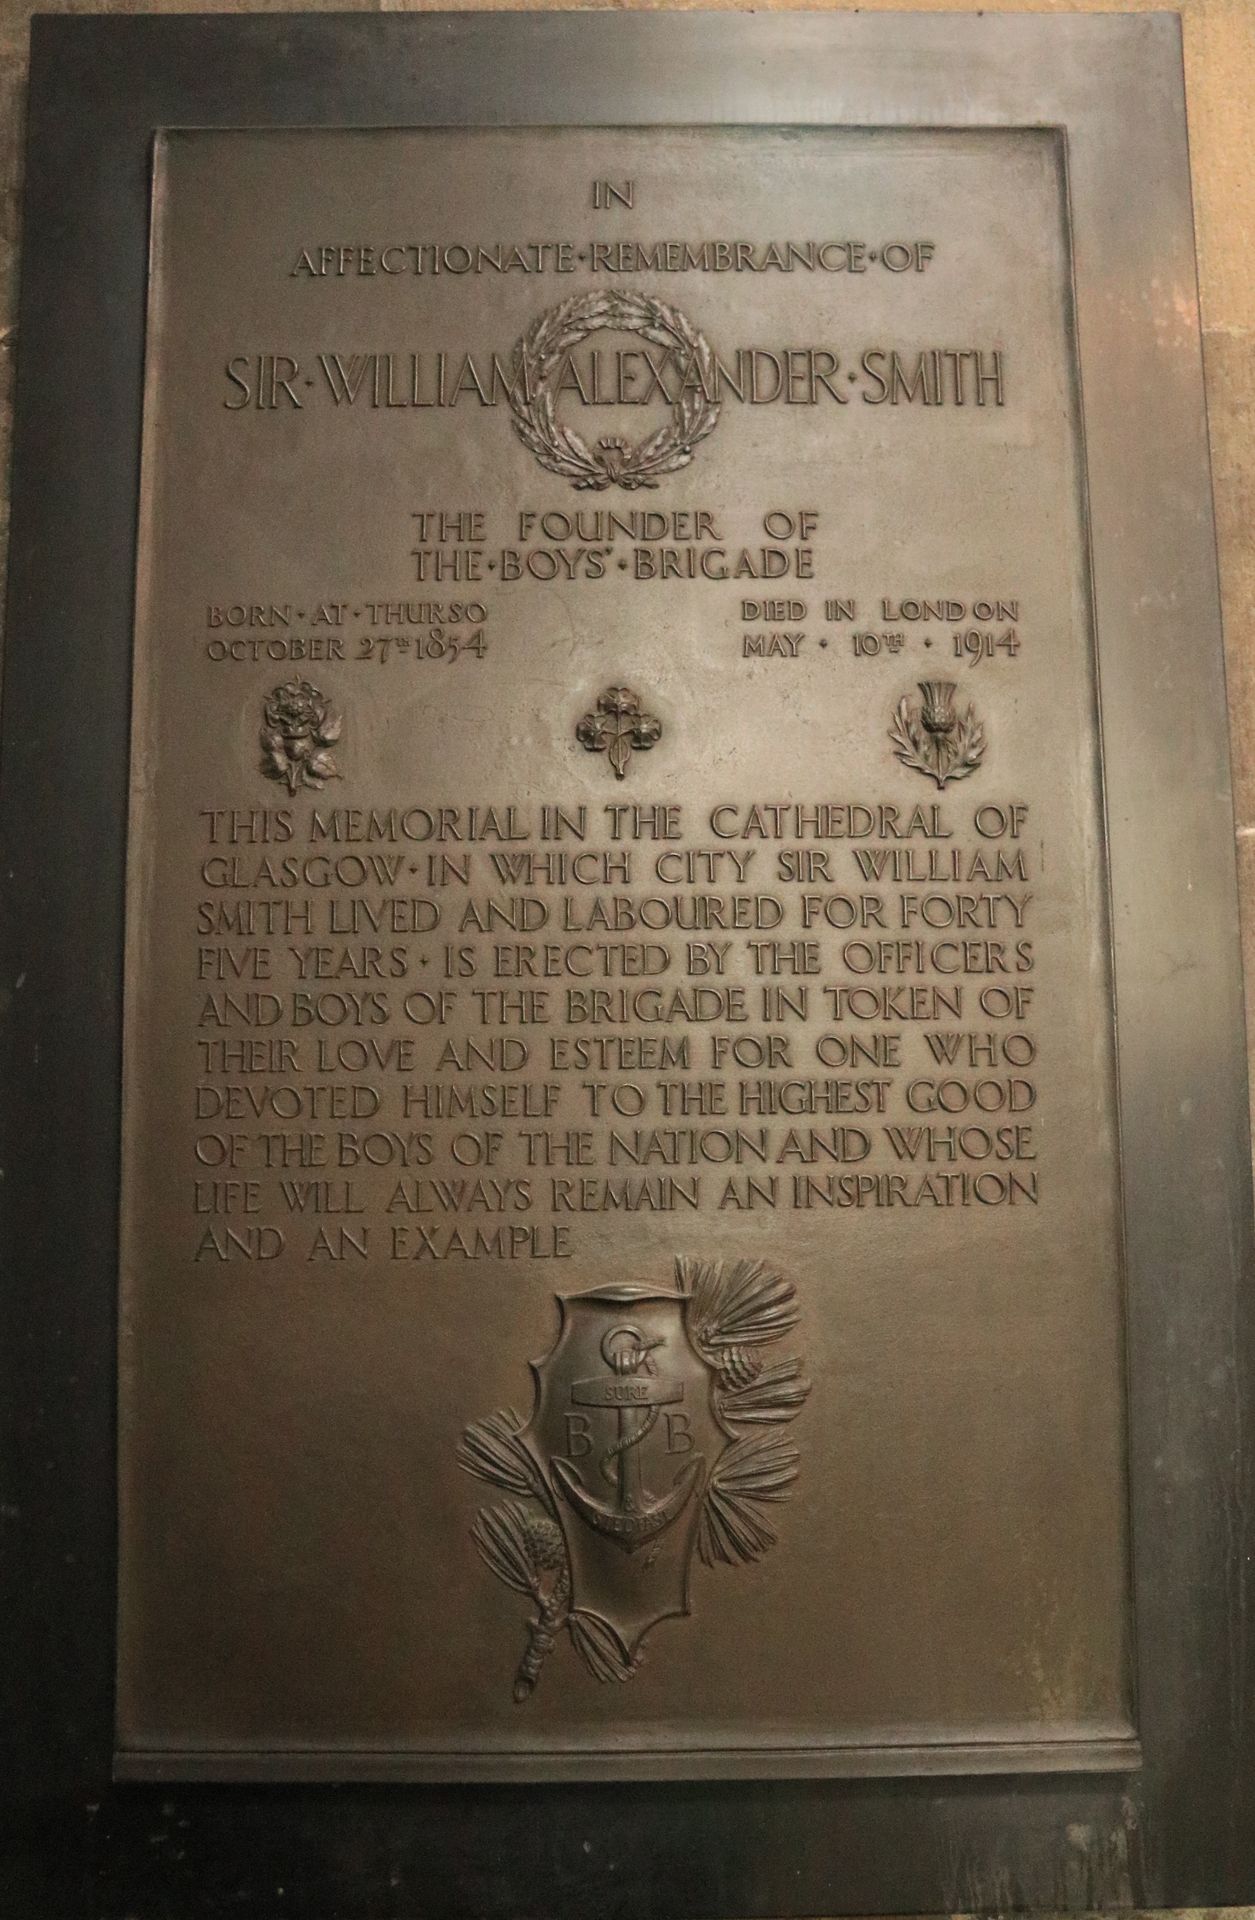 IN
AFFECTIONATE·REMEMBRANCE·OF
SIR·WILLIAM ALEXANDER·SMITH
THE FOUNDER OF
THE·BOYS'·BRIGADE
BORN·AT·THURSO
OCTOBER 27TH 1854
DIED IN LONDON
MAY · 10TH · 1914
THIS MEMORIAL IN THE CATHEDRAL OF
GLASGOW·IN WHICH CITY SIR WILLIAM
SMITH LIVED AND LABOURED FOR FORTY
FIVE YEARS·IS ERECTED BY THE OFFICERS
AND BOYS OF THE BRIGADE IN TOKEN OF
THEIR LOVE AND ESTEEM FOR ONE WHO
DEVOTED HIMSELF TO THE HIGHEST GOOD
OF THE BOYS OF THE NATION AND WHOSE
LIFE WILL ALWAYS REMAIN AN INSPIRATION
AND AN EXAMPLE
SURE
B B
& STEDFAST